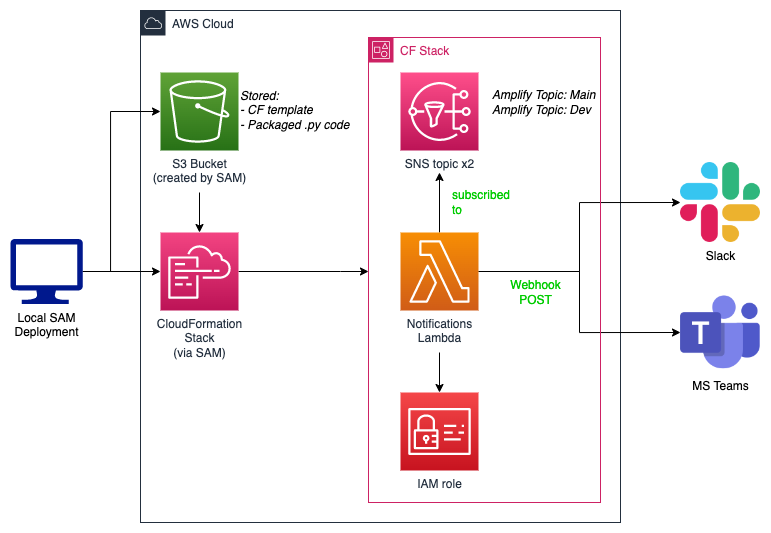 AWS Cloud
CF Stack
Stored:
- CF template
- Packaged .py code
Amplify Topic: Main
Amplify Topic: Dev
S3 Bucket
(created by SAM)
SNS topic x2
subscribed
to
Slack
Local SAM
Deployment
CloudFormation
Stack
(via SAM)
Notifications
Lambda
Webhook
POST
T
MS Teams
IAM role